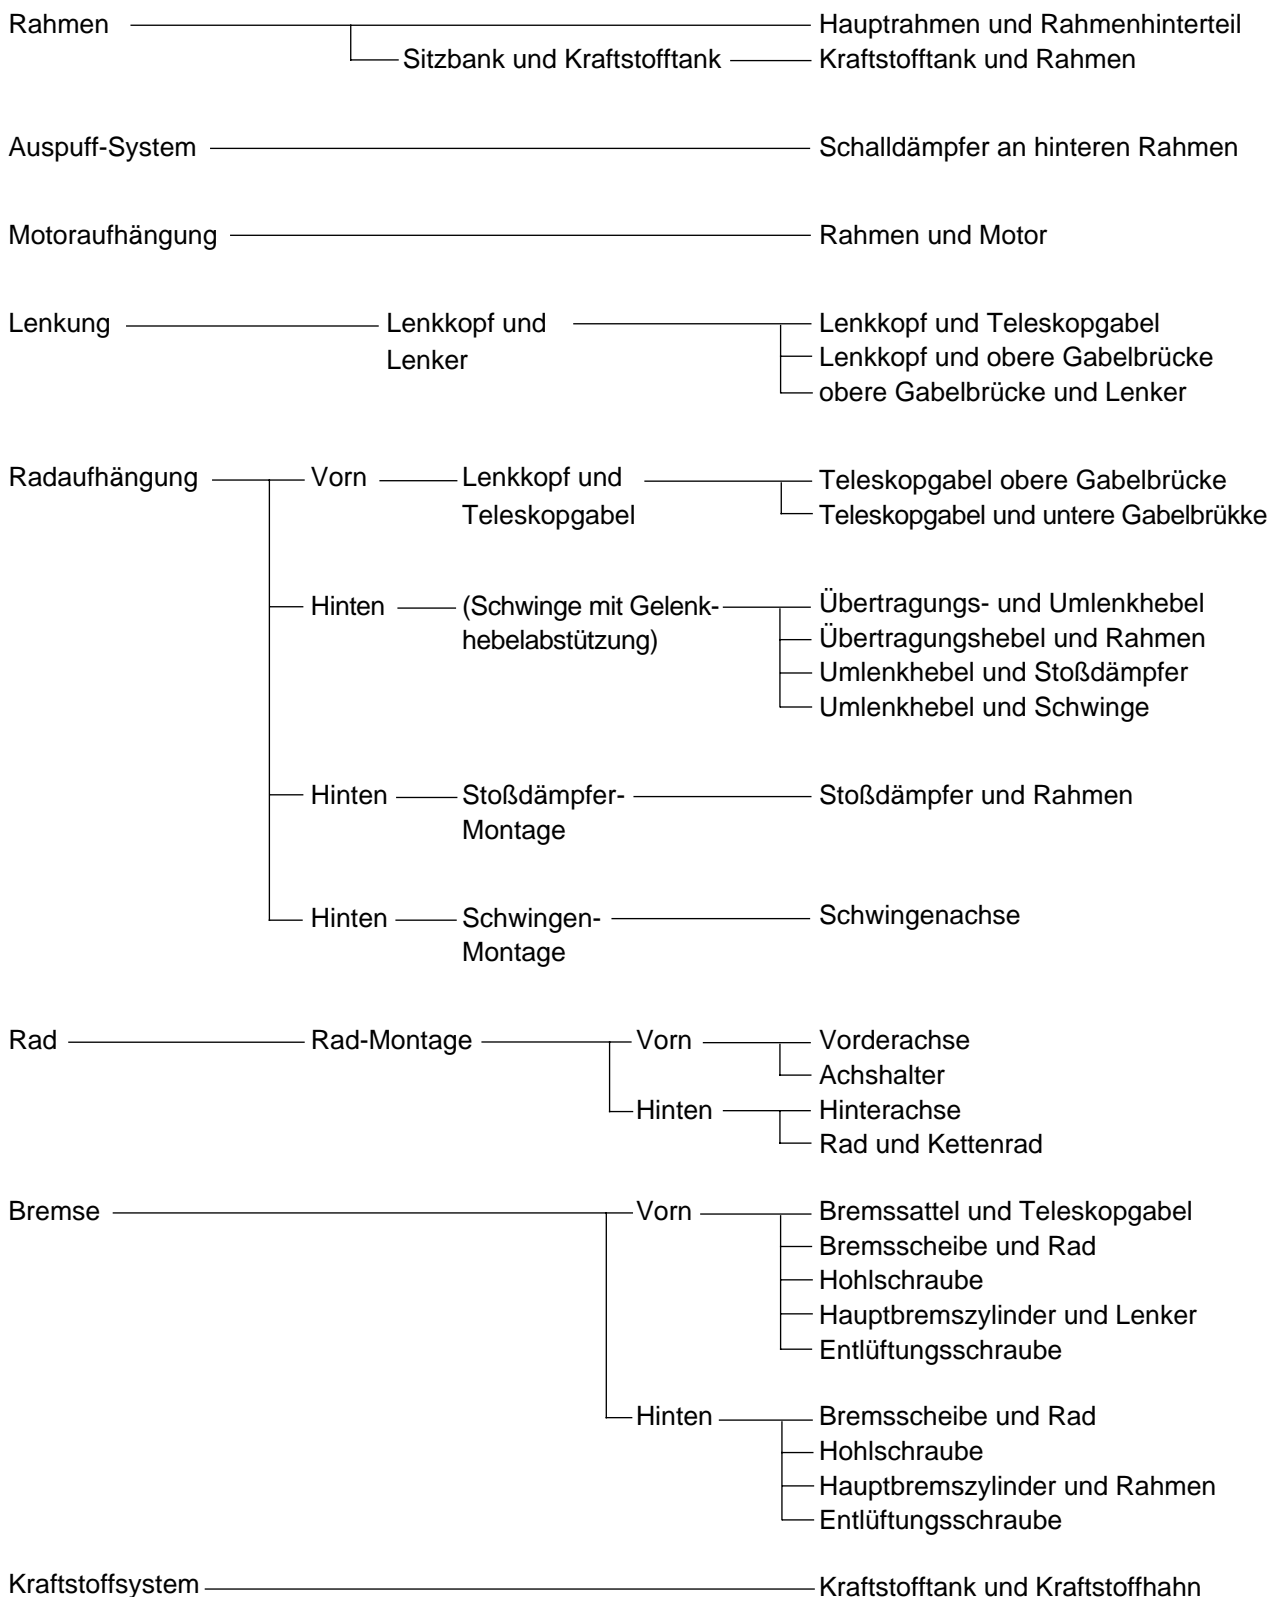 Rahmen Hauptrahmen und Rahmenhinterteil
Sitzbank und Kraftstofftank Kraftstofftank und Rahmen
Auspuff-System Schalldämpfer an hinteren Rahmen
Motoraufhängung Rahmen und Motor
Lenkung Lenkkopf und Lenkkopf und Teleskopgabel
Lenker Lenkkopf und obere Gabelbrücke
obere Gabelbrücke und Lenker
Radaufhängung Vorn Lenkkopf und Teleskopgabel obere Gabelbrücke
Teleskopgabel Teleskopgabel und untere Gabelbrükke
Hinten (Schwinge mit Gelenk- Übertragungs- und Umlenkhebel
hebelabstützung) Übertragungshebel und Rahmen
Umlenkhebel und Stoßdämpfer
Umlenkhebel und Schwinge
Hinten Stoßdämpfer- Stoßdämpfer und Rahmen
Montage
Hinten Schwingen- Schwingenachse
Montage
Rad Rad-Montage Vorn Vorderachse
Achshalter
Hinten Hinterachse
Rad und Kettenrad
Bremse Vorn Bremssattel und Teleskopgabel
Bremsscheibe und Rad
Hohlschraube
Hauptbremszylinder und Lenker
Entlüftungsschraube
Hinten Bremsscheibe und Rad
Hohlschraube
Hauptbremszylinder und Rahmen
Entlüftungsschraube
Kraftstoffsystem Kraftstofftank und Kraftstoffhahn